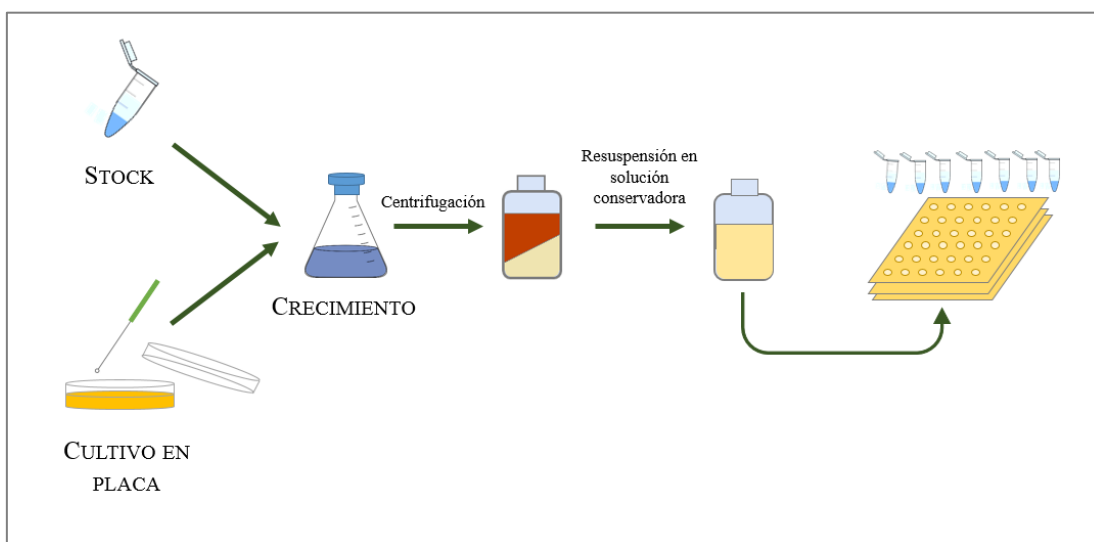 STOCK
CULTIVO EN
PLACA
CRECIMIENTO
Centrifugación
Resuspensión en
solución
conservadora